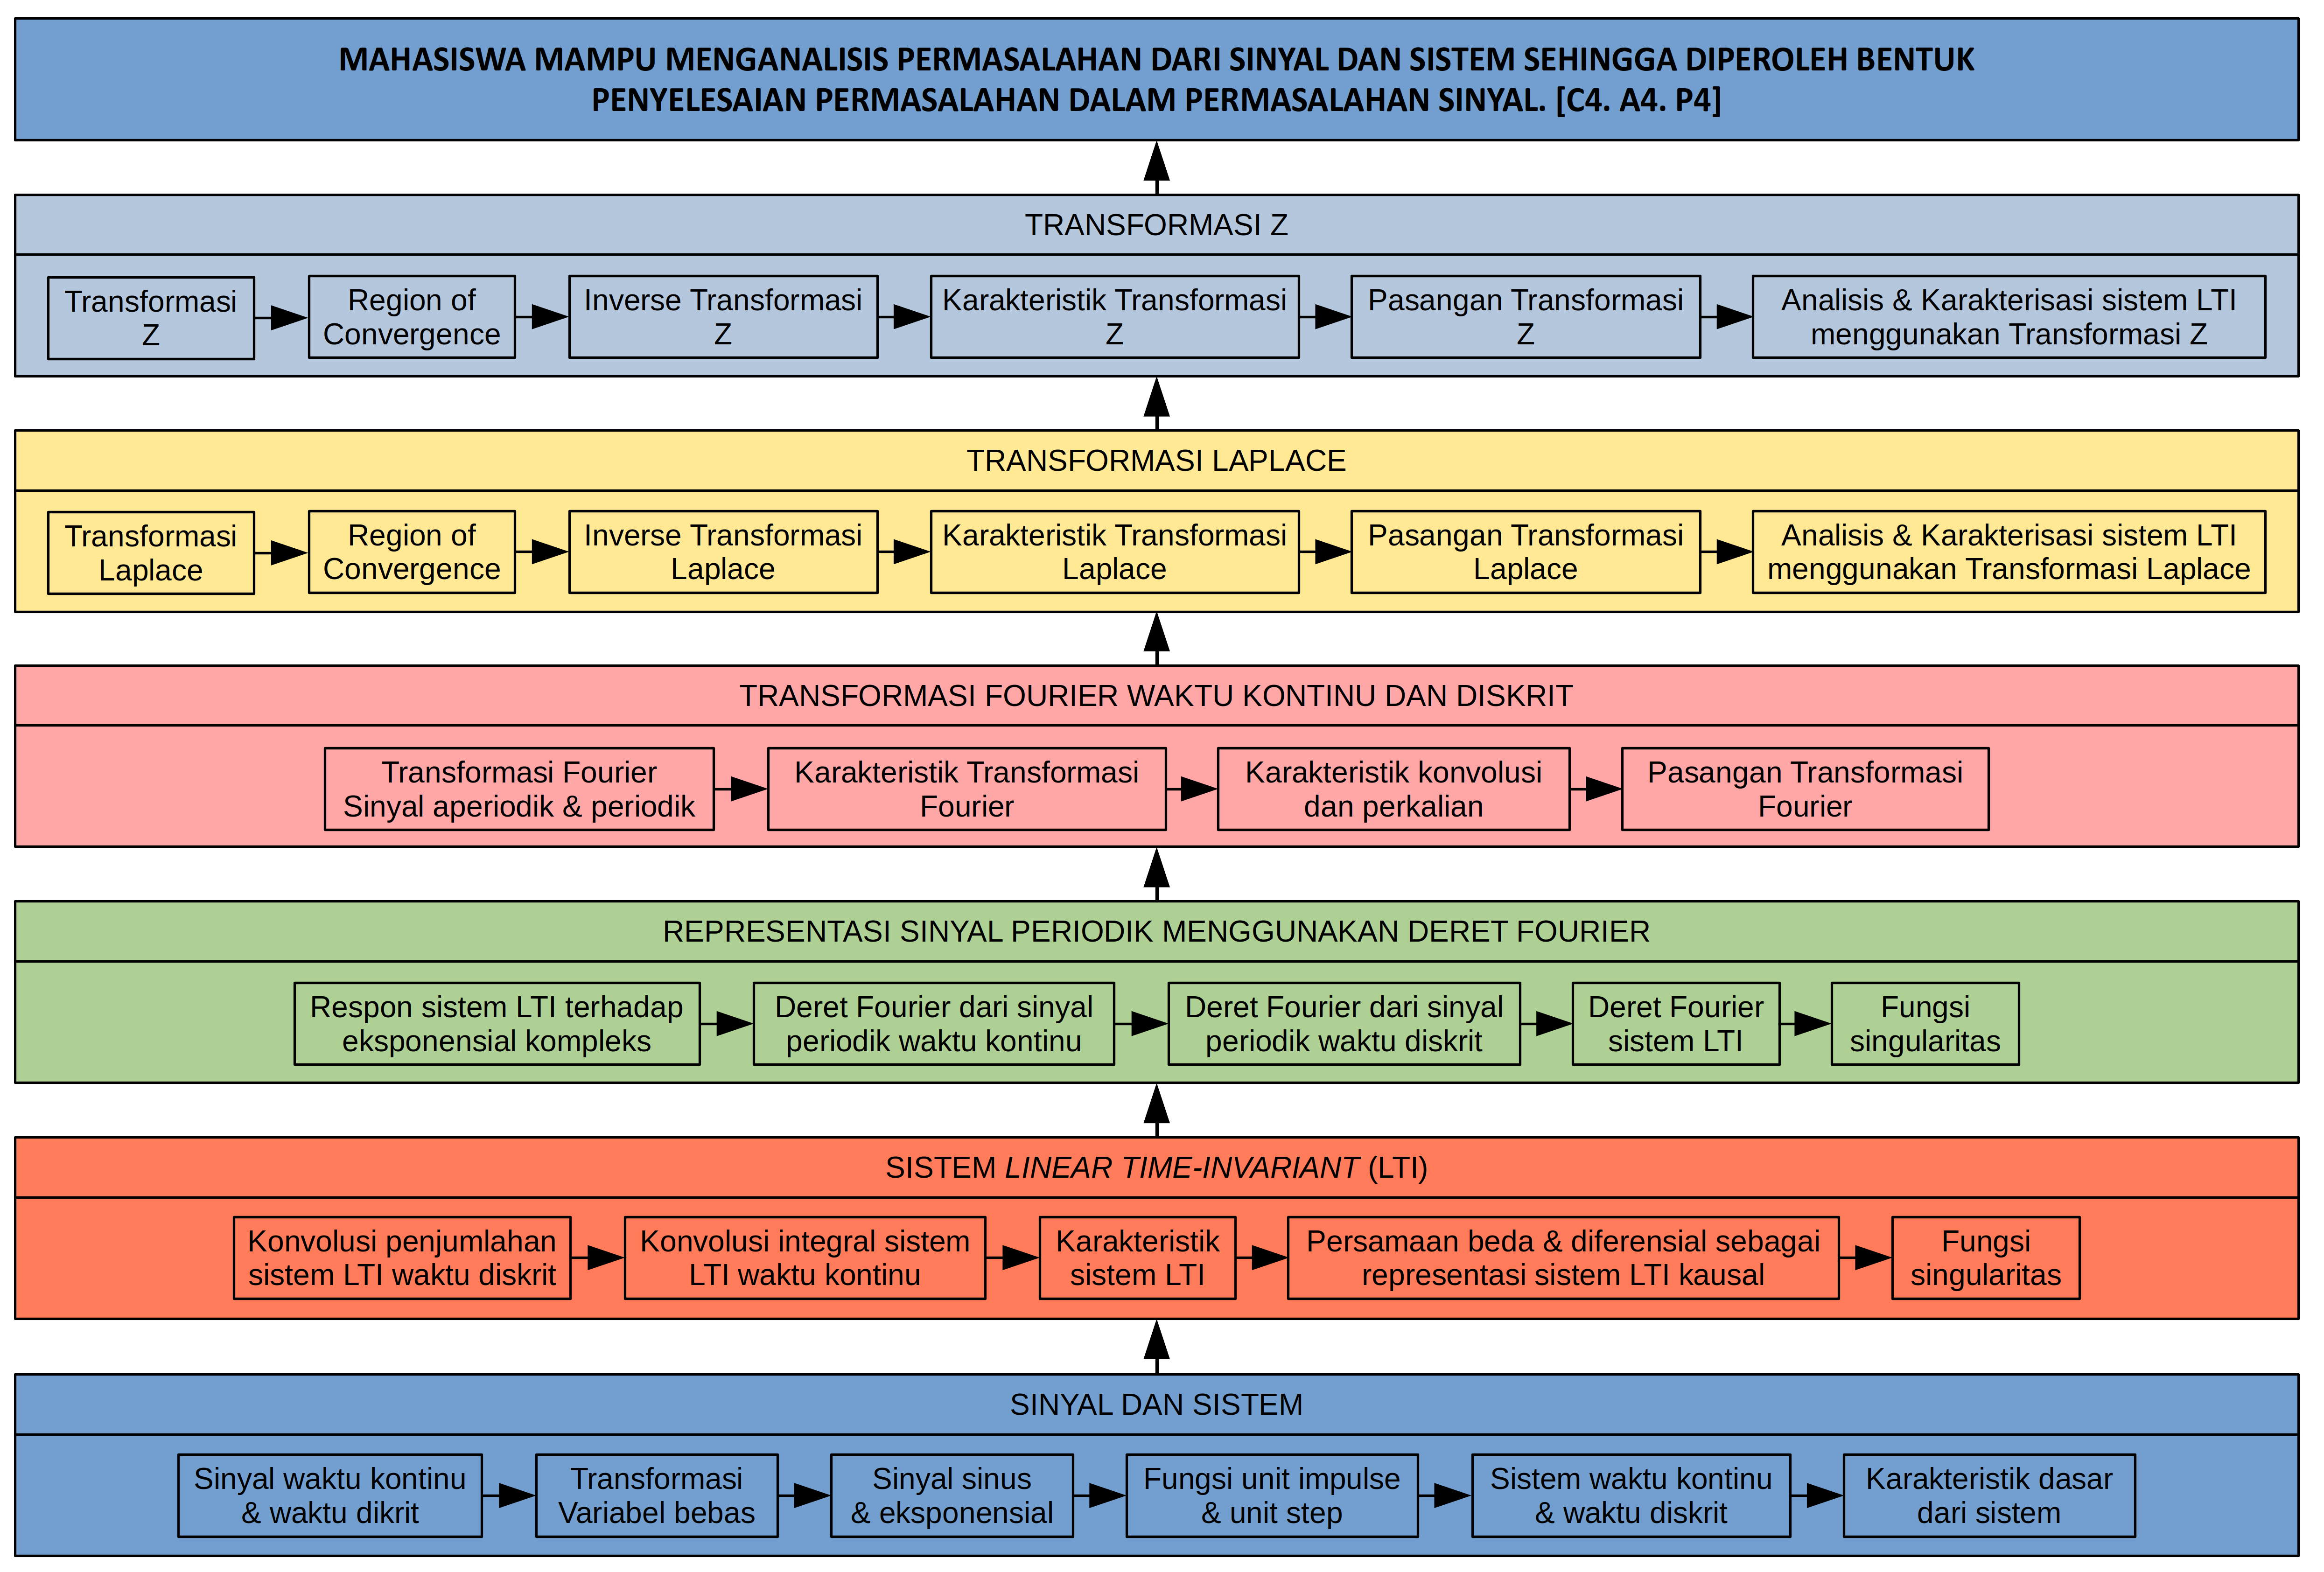 MAHASISWA MAMPU MENGANALISIS PERMASALAHAN DARI SINYAL DAN SISTEM SEHINGGA DIPEROLEH BENTUK
PENYELESAIAN PERMASALAHAN DALAM PERMASALAHAN SINYAL. [C4. A4. P4]
TRANSFORMASI Z
Transformasi
Z
Region of
Convergence
Inverse Transformasi
Z
Karakteristik Transformasi
Z
Pasangan Transformasi
Z
Analisis & Karakterisasi sistem LTI
menggunakan Transformasi Z
TRANSFORMASI LAPLACE
Transformasi
Laplace
Region of
Convergence
Inverse Transformasi
Laplace
Karakteristik Transformasi
Laplace
Pasangan Transformasi
Laplace
Analisis & Karakterisasi sistem LTI
menggunakan Transformasi Laplace
TRANSFORMASI FOURIER WAKTU KONTINU DAN DISKRIT
Transformasi Fourier
Sinyal aperiodik & periodik
Karakteristik Transformasi
Fourier
Karakteristik konvolusi
dan perkalian
Pasangan Transformasi
Fourier
REPRESENTASI SINYAL PERIODIK MENGGUNAKAN DERET FOURIER
Respon sistem LTI terhadap
eksponensial kompleks
Deret Fourier dari sinyal
periodik waktu kontinu
Deret Fourier dari sinyal
periodik waktu diskrit
Deret Fourier
sistem LTI
Fungsi
singularitas
SISTEM LINEAR TIME-INVARIANT (LTI)
Konvolusi penjumlahan
sistem LTI waktu diskrit
Konvolusi integral sistem
LTI waktu kontinu
Karakteristik
sistem LTI
Persamaan beda & diferensial sebagai
representasi sistem LTI kausal
Fungsi
singularitas
SINYAL DAN SISTEM
Sinyal waktu kontinu
& waktu dikrit
Transformasi
Variabel bebas
Sinyal sinus
& eksponensial
Fungsi unit impulse
& unit step
Sistem waktu kontinu
& waktu diskrit
Karakteristik dasar
dari sistem